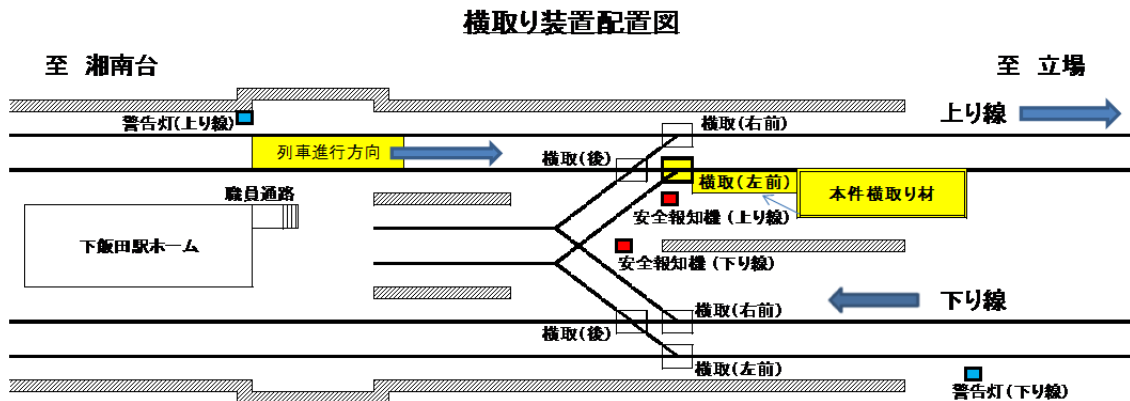 横取り装置配置図
至 湘南台
至 立場
上り線
警告灯(上り線)
横取(右前)
列車進行方向
横取(後)
横取(左前)
本件横取り材
職員通路
安全報知機 (上り線)
下飯田駅ホーム
安全報知機 (下り線)
下り線
横取(右前)
横取(後)
横取(左前)
警告灯(下り線)